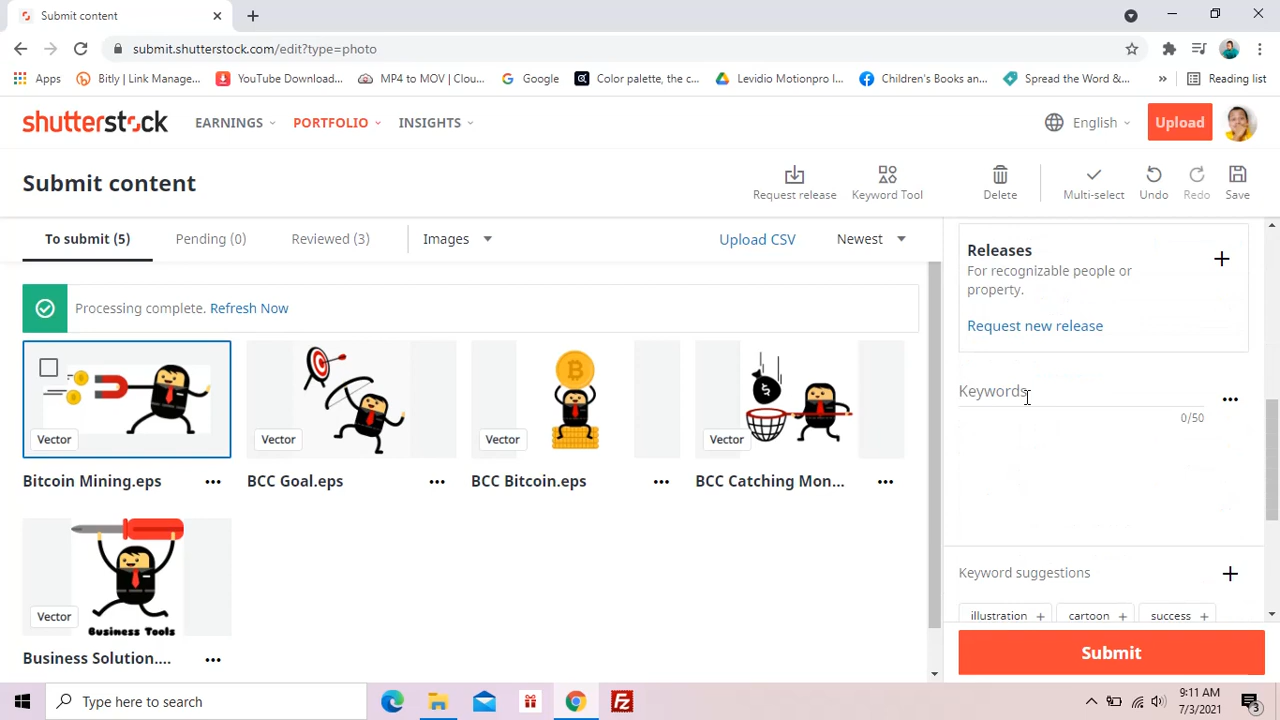 Submit content
submit.shutterstock.com/edit?type=photo
Apps
Bitly | Link Manage...
YouTube Download...
MP4 to MOV | Clou...
Google
Color palette, the c...
Levidio Motionpro l...
Children's Books an...
Spread the Word &...
»
Reading list
shutterstock
EARNINGS
PORTFOLIO
INSIGHTS
English
Upload
Submit content
Request release
Keyword Tool
Delete
Multi-select
Undo
Redo
Save
To submit (5)
Pending (0)
Reviewed (3)
Images
Upload CSV
Newest
Processing complete. Refresh Now
Vector
Vector
Vector
Vector
Bitcoin Mining.eps
BCC Goal.eps
BCC Bitcoin.eps
BCC Catching Mon...
Vector
Business Tools
Business Solution....
Releases
For recognizable people or
property.
Request new release
Keywords
0/50
Keyword suggestions
illustration +
cartoon +
success +
Submit
Type here to search
9:11 AM
7/3/2021
3